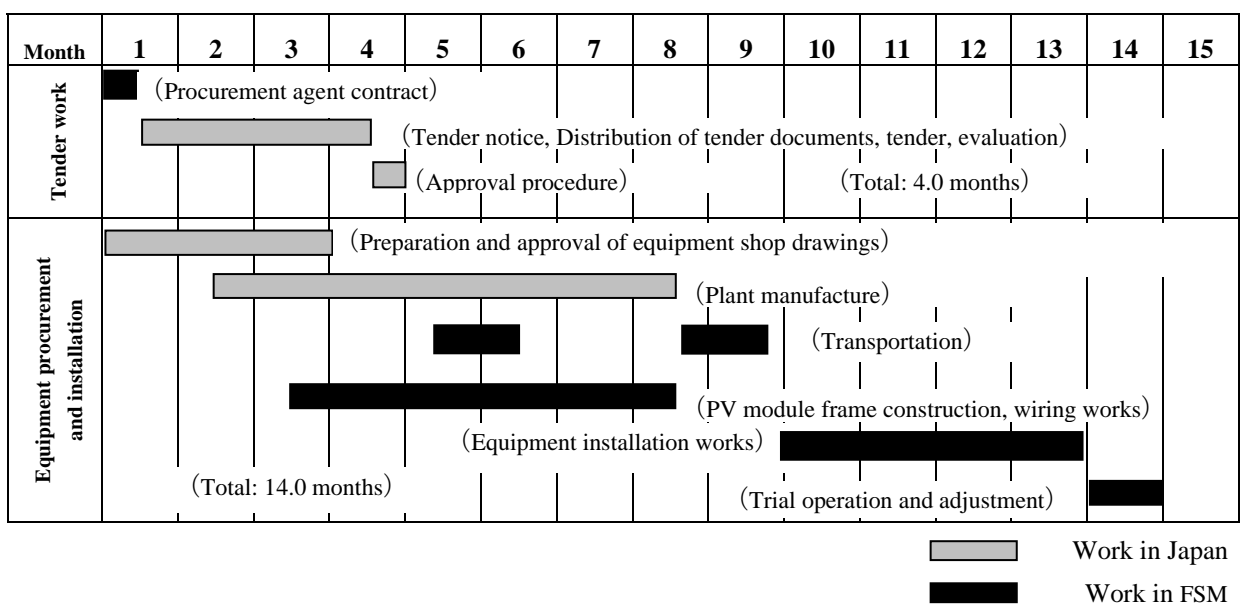 Month 1 2 3 4 5 6 7 8 9 10 11 12 13 14 15
Tender work
(Procurement agent contract)
(Tender notice, Distribution of tender documents, tender, evaluation)
(Approval procedure) (Total: 4.0 months)
Equipment procurement
and installation
(Preparation and approval of equipment shop drawings)
(Plant manufacture)
(Transportation)
(PV module frame construction, wiring works)
(Equipment installation works)
(Total: 14.0 months)
(Trial operation and adjustment)
Work in Japan
Work in FSM